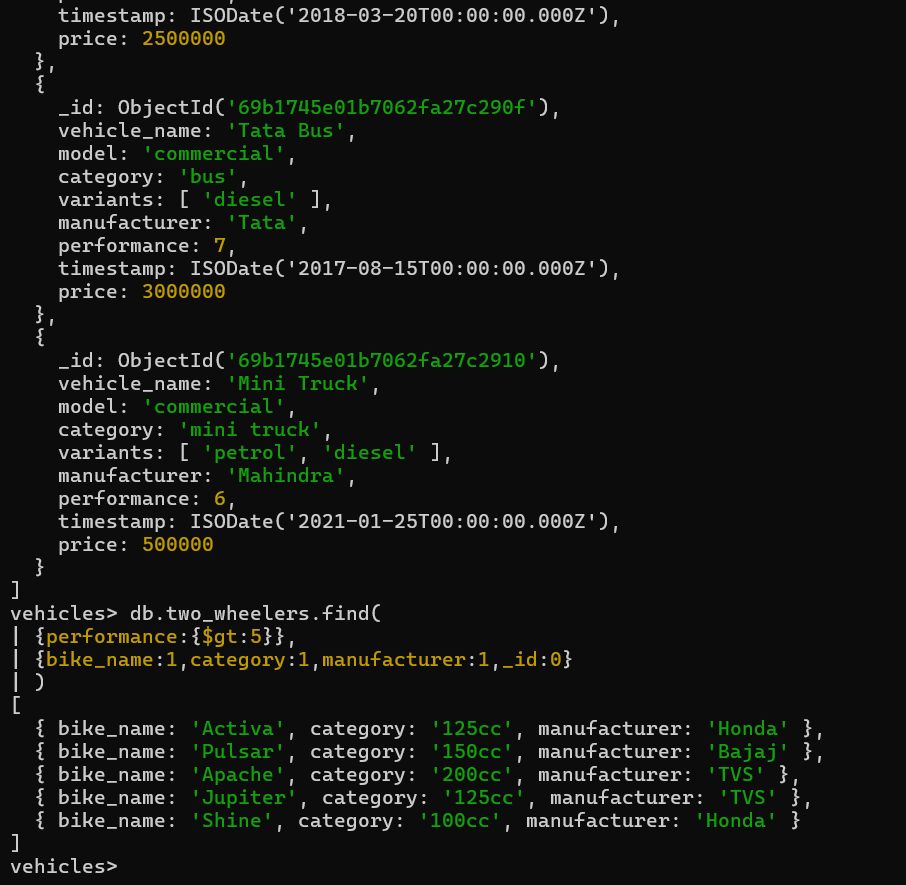 timestamp: ISODate('2018-03-20T00:00:00.000Z'),
price: 2500000
},
{
_id: ObjectId('69b1745e01b7062fa27c290f'),
vehicle_name: 'Tata Bus',
model: 'commercial',
category: 'bus',
variants: [ 'diesel' ],
manufacturer: 'Tata',
performance: 7,
timestamp: ISODate('2017-08-15T00:00:00.000Z'),
price: 3000000
},
{
_id: ObjectId('69b1745e01b7062fa27c2910'),
vehicle_name: 'Mini Truck',
model: 'commercial',
category: 'mini truck',
variants: [ 'petrol', 'diesel' ],
manufacturer: 'Mahindra',
performance: 6,
timestamp: ISODate('2021-01-25T00:00:00.000Z'),
price: 500000
}
]
vehicles> db.two_wheelers.find(
| {performance:{$gt:5}},
| {bike_name:1,category:1,manufacturer:1,_id:0}
| )
[
{ bike_name: 'Activa', category: '125cc', manufacturer: 'Honda' },
{ bike_name: 'Pulsar', category: '150cc', manufacturer: 'Bajaj' },
{ bike_name: 'Apache', category: '200cc', manufacturer: 'TVS' },
{ bike_name: 'Jupiter', category: '125cc', manufacturer: 'TVS' },
{ bike_name: 'Shine', category: '100cc', manufacturer: 'Honda' }
]
vehicles>